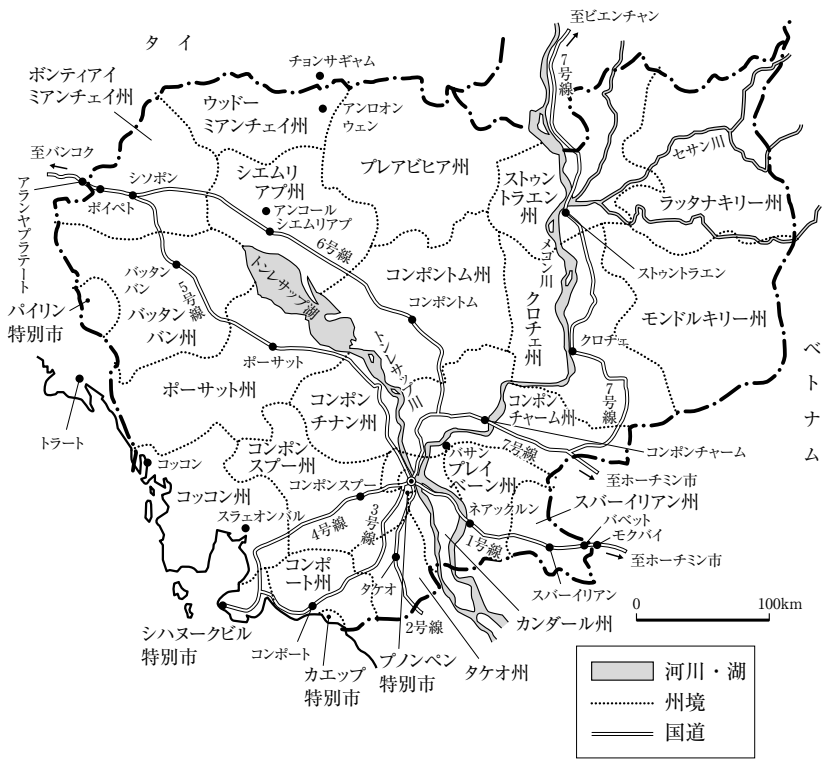 至ビエンチャン
タイ
チョンサギャム
7号線
ボンティアイ
ミアンチェイ州
ウッドー
ミアンチェイ州
アンロオン
ウェン
至バンコク
シソポン
シエムリ
アプ州
プレアビヒア州
セサン川
ストゥン
トラエン
州
ラッタナキリー州
アランヤプラテート
ポイペト
アンコール
シエムリアプ
6号線
メコン川
ストゥントラエン
トンレサップ湖
コンポントム州
バッタン
バン
5号線
コンポントム
クロチェ州
パイリン
特別市
バッタン
バン州
モンドルキリー州
クロチェ
ベトナム
ポーサット
トンレサップ川
ポーサット州
7号線
トラート
コンポン
チナン州
コンポン
チャーム州
コンポンチャーム
コッコン
コンポン
スプー州
バサン
プレイ
ベーン州
7号線
至ホーチミン市
コッコン州
コンポンスプー
スバーイリアン州
スラェオンバル
4号線
3号線
ネアックルン
1号線
バベット
モクバイ
至ホーチミン市
コンポ
ート州
タケオ
スバーイリアン
0
100km
2号線
カンダール州
シハヌークビル
特別市
コンポート
カエップ
特別市
プノンペン
特別市
タケオ州
河川・湖
州境
国道